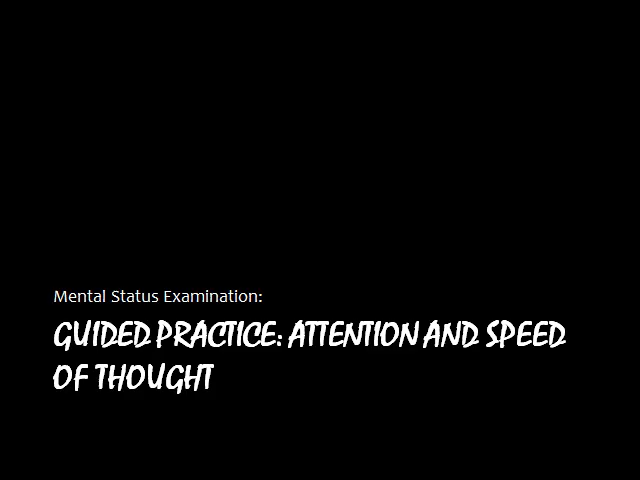 Mental Status Examination:
GUIDED PRACTICE: ATTENTION AND SPEED
OF THOUGHT